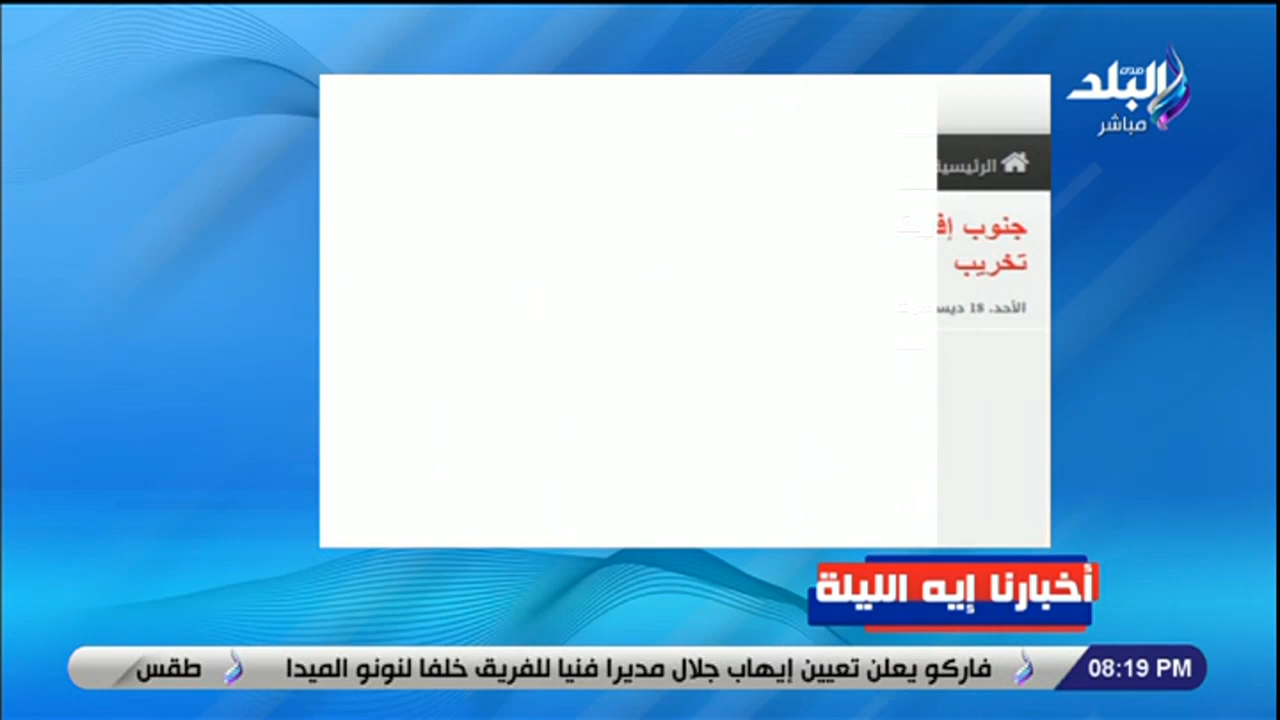 صدى
البلد
مباشر
الرئيسية
جنوب
تخريب
الأحد، 18
أخبارنا إيه الليلة
08:19 PM
فاركو يعلن تعيين إيهاب جلال مديرا فنيا للفريق خلفا لنونو الميدا
طقس